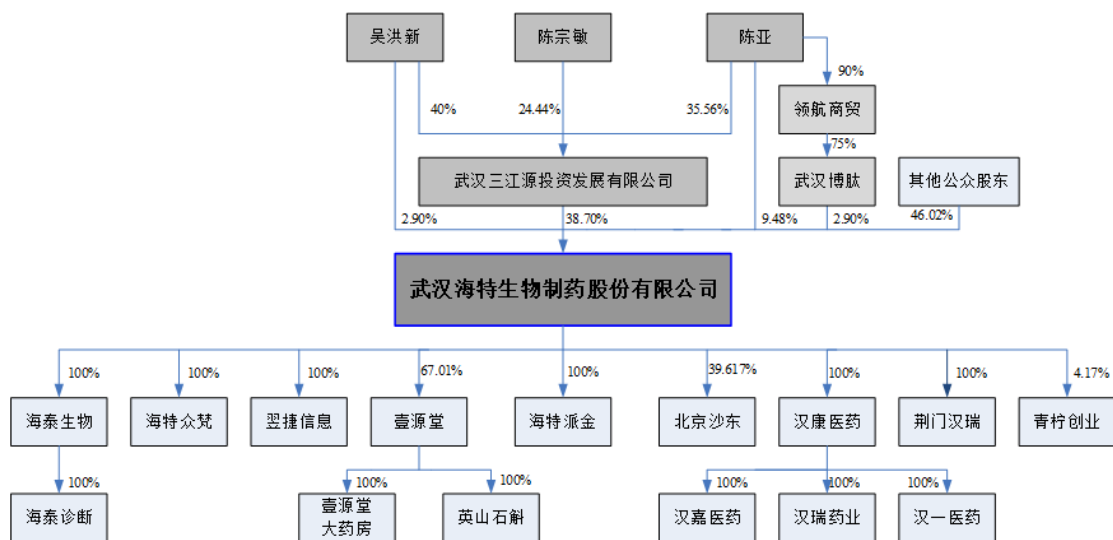 吴洪新
陈宗敏
陈亚
90%
40%
24.44%
35.56%
领航商贸
75%
武汉三江源投资发展有限公司
武汉博肽
其他公众股东
2.90%
38.70%
9.48%
2.90%
46.02%
武汉海特生物制药股份有限公司
100%
100%
100%
67.01%
100%
39.617%
100%
100%
4.17%
海泰生物
海特众梵
翌捷信息
壹源堂
海特派金
北京沙东
汉康医药
荆门汉瑞
青柠创业
100%
100%
100%
100%
100%
100%
海泰诊断
壹源堂
大药房
英山石斛
汉嘉医药
汉瑞药业
汉一医药